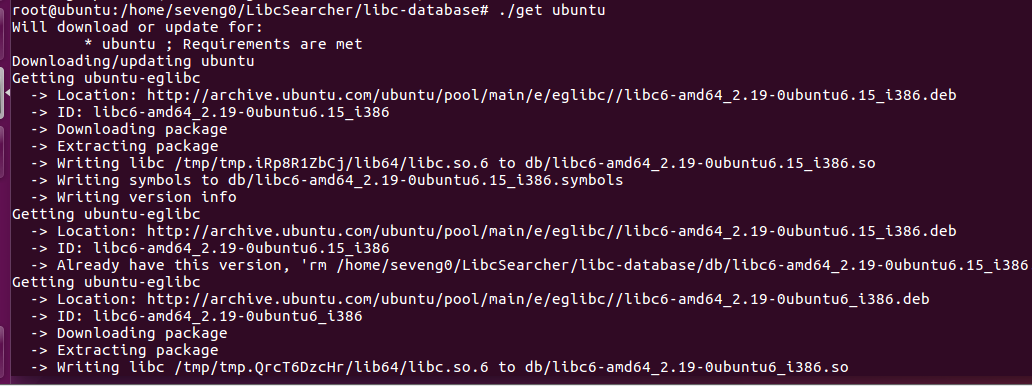 root@ubuntu:/home/seveng0/LibcSearcher/libc-database# ./get ubuntu
Will download or update for:
        * ubuntu ; Requirements are met
Downloading/updating ubuntu
Getting ubuntu-eglibc
  -> Location: http://archive.ubuntu.com/ubuntu/pool/main/e/eglibc//libc6-amd64_2.19-0ubuntu6.15_i386.deb
  -> ID: libc6-amd64_2.19-0ubuntu6.15_i386
  -> Downloading package
  -> Extracting package
  -> Writing libc /tmp/tmp.iRp8R1ZbCj/lib64/libc.so.6 to db/libc6-amd64_2.19-0ubuntu6.15_i386.so
  -> Writing symbols to db/libc6-amd64_2.19-0ubuntu6.15_i386.symbols
  -> Writing version info
Getting ubuntu-eglibc
  -> Location: http://archive.ubuntu.com/ubuntu/pool/main/e/eglibc//libc6-amd64_2.19-0ubuntu6.15_i386.deb
  -> ID: libc6-amd64_2.19-0ubuntu6.15_i386
  -> Already have this version, 'rm /home/seveng0/LibcSearcher/libc-database/db/libc6-amd64_2.19-0ubuntu6.15_i386
Getting ubuntu-eglibc
  -> Location: http://archive.ubuntu.com/ubuntu/pool/main/e/eglibc//libc6-amd64_2.19-0ubuntu6_i386.deb
  -> ID: libc6-amd64_2.19-0ubuntu6_i386
  -> Downloading package
  -> Extracting package
  -> Writing libc /tmp/tmp.QrcT6DzcHr/lib64/libc.so.6 to db/libc6-amd64_2.19-0ubuntu6_i386.so